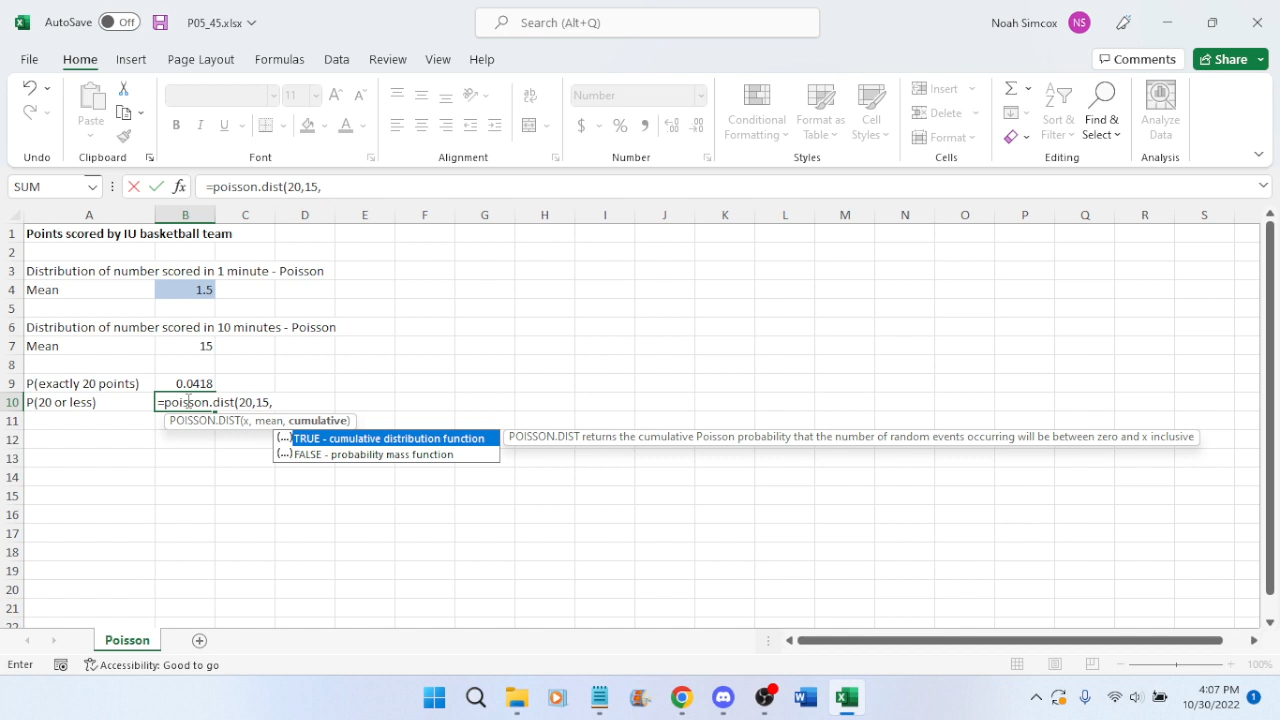 AutoSave Off P05_45.xlsx Search (Alt+Q) Noah Simcox NS
File Home Insert Page Layout Formulas Data Review View Help Comments Share
Paste 11 A A Number Insert Delete Format
B I U A $ % , Conditional Formatting Format as Table Cell Styles Sort & Filter Find & Select Analyze Data
Undo Clipboard Font Alignment Number Styles Cells Editing Analysis
SUM fx =poisson.dist(20,15,
A B C D E F G H I J K L M N O P Q R S
1 Points scored by IU basketball team
2
3 Distribution of number scored in 1 minute - Poisson
4 Mean 1.5
5
6 Distribution of number scored in 10 minutes - Poisson
7 Mean 15
8
9 P(exactly 20 points) 0.0418
10 P(20 or less) =poisson.dist(20,15,
11 POISSON.DIST(x, mean, cumulative)
12 (...) TRUE - cumulative distribution function POISSON.DIST returns the cumulative Poisson probability that the number of random events occurring will be between zero and x inclusive
13 (...) FALSE - probability mass function
14
15
16
17
18
19
20
21
22
Poisson
Enter Accessibility: Good to go 100%
4:07 PM
10/30/2022 1